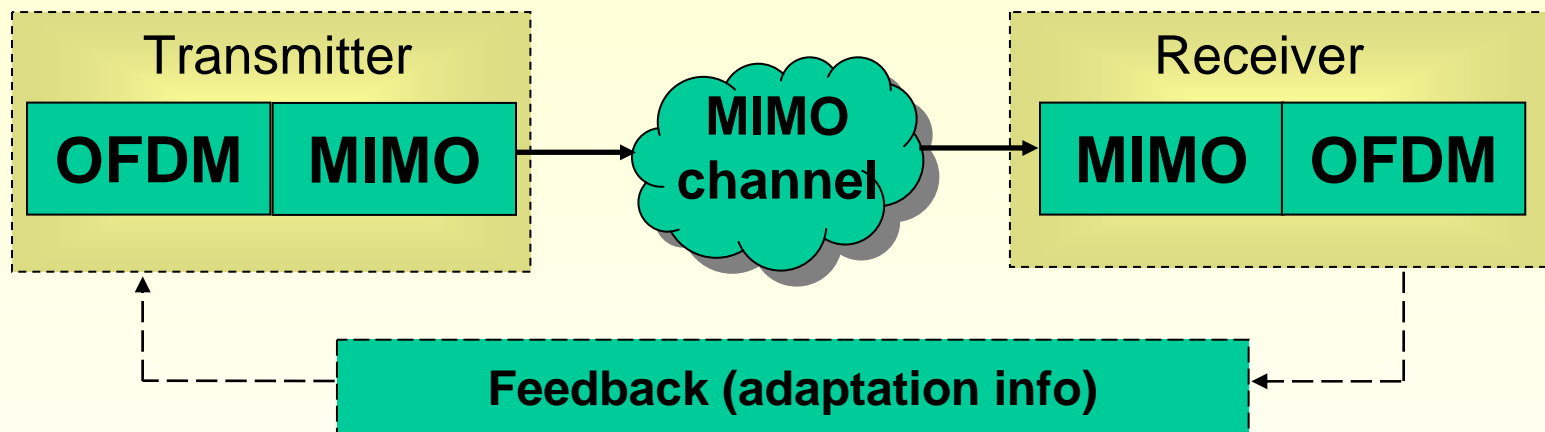 Transmitter
OFDM MIMO
MIMO
channel
Receiver
MIMO OFDM
Feedback (adaptation info)